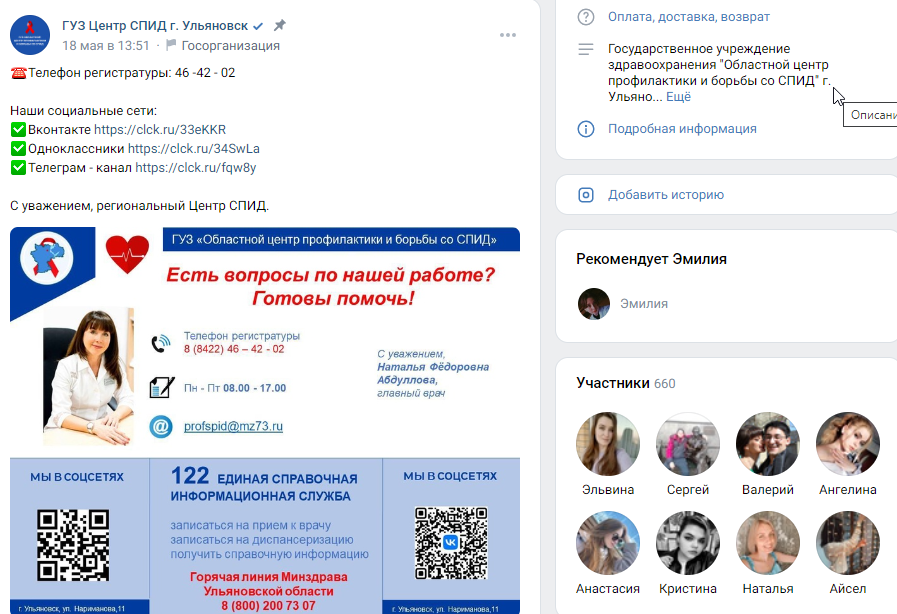 ГУЗ Центр СПИД г. Ульяновск
18 мая в 13:51 · Госорганизация
Телефон регистратуры: 46 -42 - 02
Наши социальные сети:
Вконтакте https://clck.ru/33eKKR
Одноклассники https://clck.ru/34SwLa
Телеграм - канал https://clck.ru/fqw8y
С уважением, региональный Центр СПИД.
ГУЗ «Областной центр профилактики и борьбы со СПИД»
Есть вопросы по нашей работе?
Готовы помочь!
Телефон регистратуры
8 (8422) 46 – 42 - 02
Пн - Пт 08.00 - 17.00
profspid@mz73.ru
С уважением,
Наталья Фёдоровна
Абдуллова,
главный врач
МЫ В СОЦСЕТЯХ
г. Ульяновск, ул. Нариманова,11
122 ЕДИНАЯ СПРАВОЧНАЯ
ИНФОРМАЦИОННАЯ СЛУЖБА
записаться на прием к врачу
записаться на диспансеризацию
получить справочную информацию
Горячая линия Минздрава
Ульяновской области
8 (800) 200 73 07
МЫ В СОЦСЕТЯХ
г. Ульяновск, ул. Нариманова,11
Оплата, доставка, возврат
Государственное учреждение
здравоохранения "Областной центр
профилактики и борьбы со СПИД" г.
Ульяно... Ещё
Описани
Подробная информация
Добавить историю
Рекомендует Эмилия
Эмилия
Участники 660
Эльвина Сергей Валерий Ангелина
Анастасия Кристина Наталья Айсел